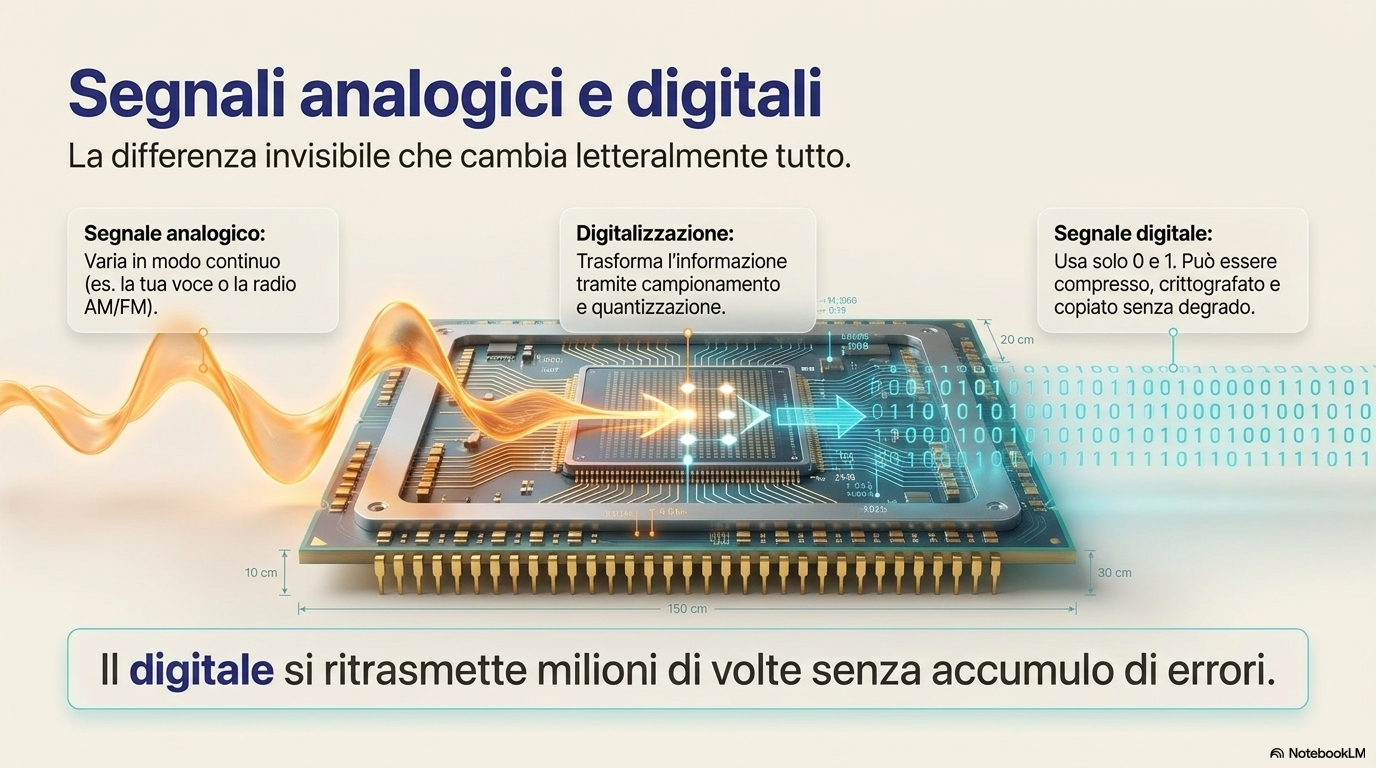 Segnali analogici e digitali
La differenza invisibile che cambia letteralmente tutto.
Segnale analogico:
Varia in modo continuo
(es. la tua voce o la radio
AM/FM).
Digitalizzazione:
Trasforma l'informazione
tramite campionamento
e quantizzazione.
Segnale digitale:
Usa solo 0 e 1. Può essere
compresso, crittografato e
copiato senza degrado.
20 cm
10 cm
30 cm
150 cm
Il digitale si ritrasmette milioni di volte senza accumulo di errori.
NotebookLM